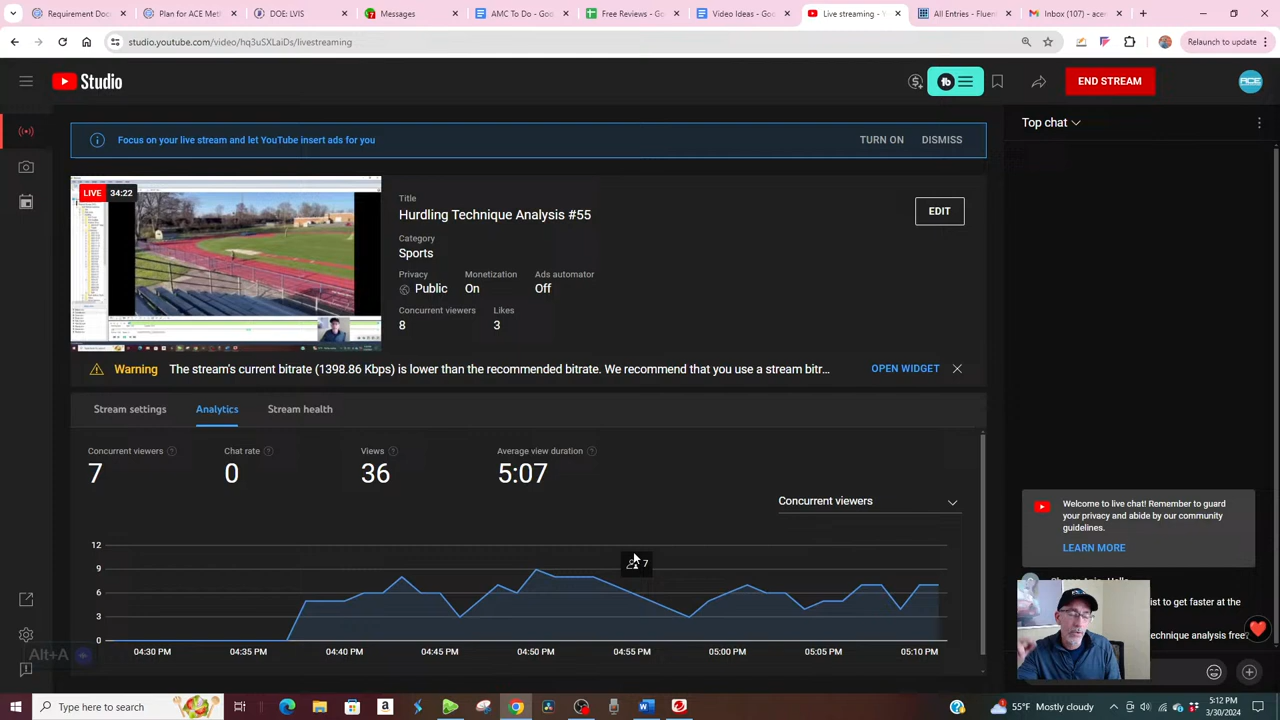 Requirement Docu
Plan for ACE Meth
DOE: LVIS
Messages
AMC To Do - Goo
Free Reviews - Go
Video Ideas - Goo
Live streaming - Y
All Entries - Fluen
Inbox (107) - ace
studio.youtube.com/video/hq3uSXLaiDs/livestreaming
Relaunch to update
Studio
END STREAM
Focus on your live stream and let YouTube insert ads for you
TURN ON
DISMISS
Top chat
LIVE 34:22
Title
Hurdling Technique Analysis #55
EDIT
Category
Sports
Privacy
Monetization
Ads automator
Public
On
Off
Concurrent viewers
3
Warning
The stream's current bitrate (1398.86 Kbps) is lower than the recommended bitrate. We recommend that you use a stream bitr...
OPEN WIDGET
Stream settings
Analytics
Stream health
Concurrent viewers
Chat rate
Views
Average view duration
7
0
36
5:07
Concurrent viewers
Welcome to live chat! Remember to guard
your privacy and abide by our community
guidelines.
LEARN MORE
12
9
7
6
3
0
04:30 PM
04:35 PM
04:40 PM
04:45 PM
04:50 PM
04:55 PM
05:00 PM
05:05 PM
05:10 PM
Hello
ist to get faster at the
echnique analysis free?
Alt+A
Type here to search
55°F Mostly cloudy
5:12 PM
3/30/2024